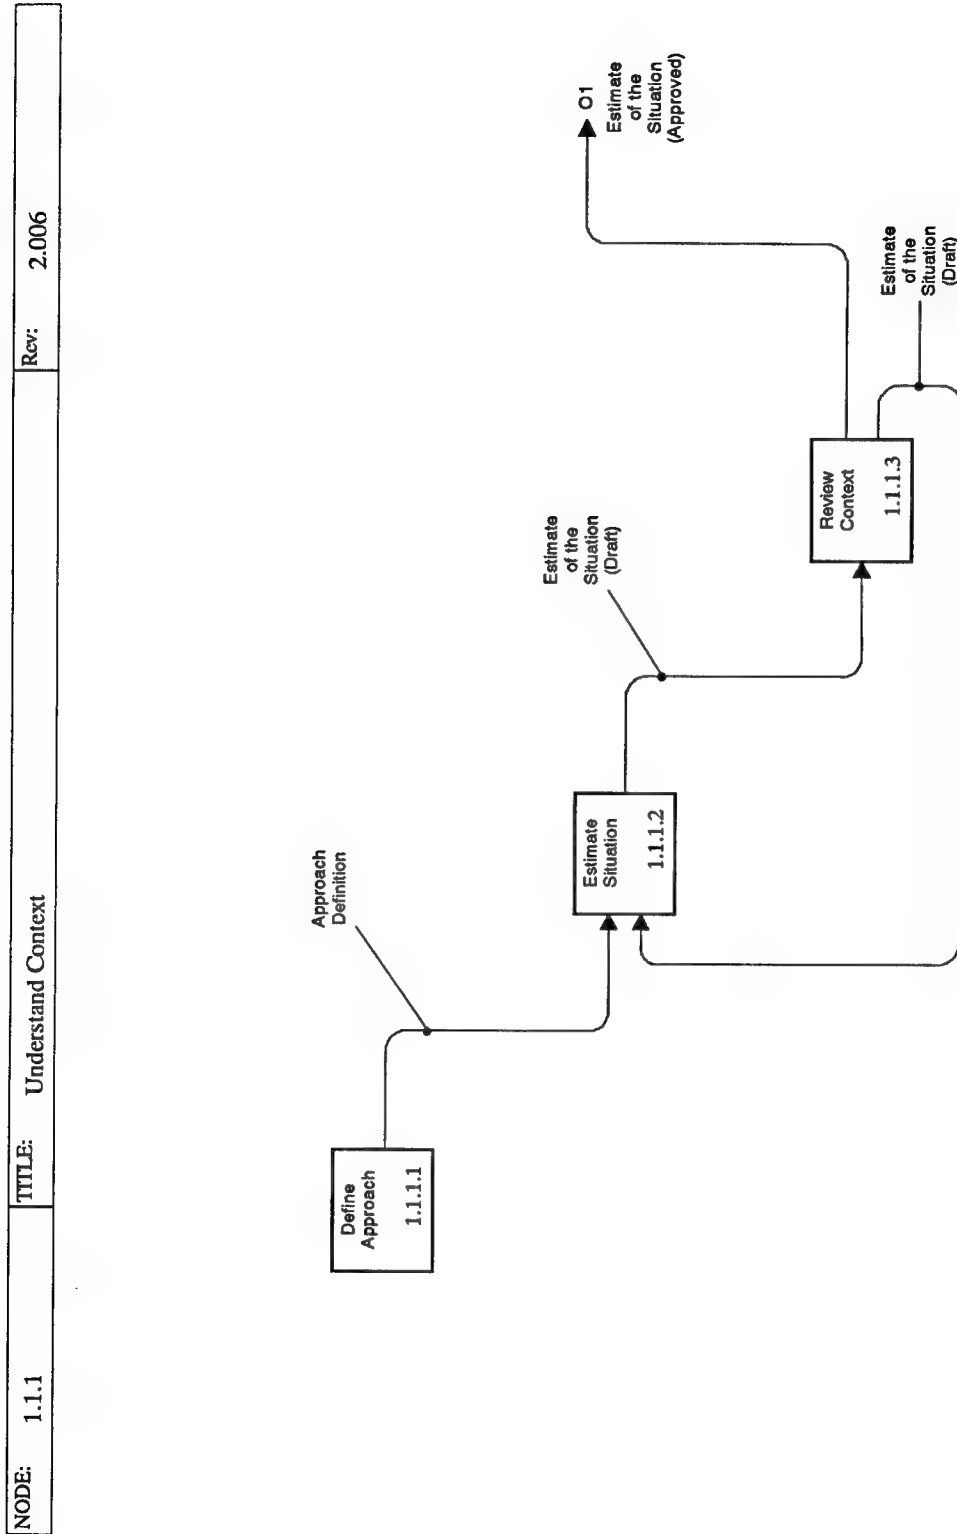 NODE: 1.1.1 TITLE: Understand Context Rev: 2.006
Define
Approach
1.1.1.1
Approach
Definition
Estimate
Situation
1.1.1.2
Estimate
of the
Situation
(Draft)
Review
Context
1.1.1.3
O1
Estimate
of the
Situation
(Approved)
Estimate
of the
Situation
(Draft)